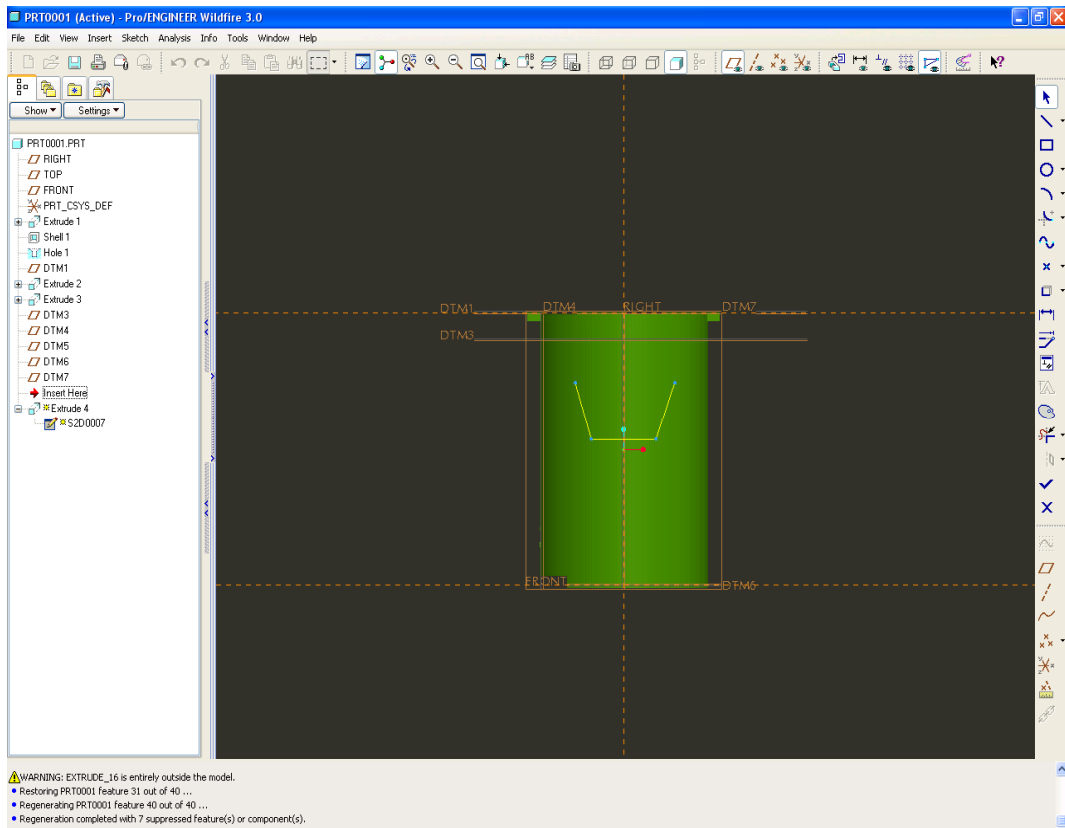 PRT0001 (Active) - Pro/ENGINEER Wildfire 3.0
File Edit View Insert Sketch Analysis Info Tools Window Help
Show Settings
PRT0001.PRT
RIGHT
TOP
FRONT
PRT_CSYS_DEF
Extrude 1
Shell 1
Hole 1
DTM1
Extrude 2
Extrude 3
DTM3
DTM4
DTM5
DTM6
DTM7
Insert Here
Extrude 4
S2D0007
DTM1 DTM4 RIGHT DTM7
DTM3
FRONT DTM6
WARNING: EXTRUDE_16 is entirely outside the model.
• Restoring PRT0001 feature 31 out of 40 ...
• Regenerating PRT0001 feature 40 out of 40 ...
• Regeneration completed with 7 suppressed feature(s) or component(s).